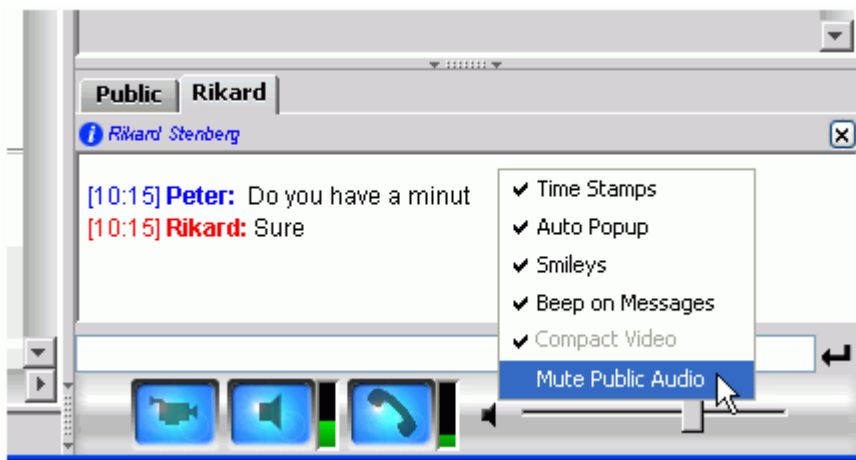 Public Rikard
Rikard Stenberg
[10:15] Peter: Do you have a minut
[10:15] Rikard: Sure
Time Stamps
Auto Popup
Smileys
Beep on Messages
Compact Video
Mute Public Audio